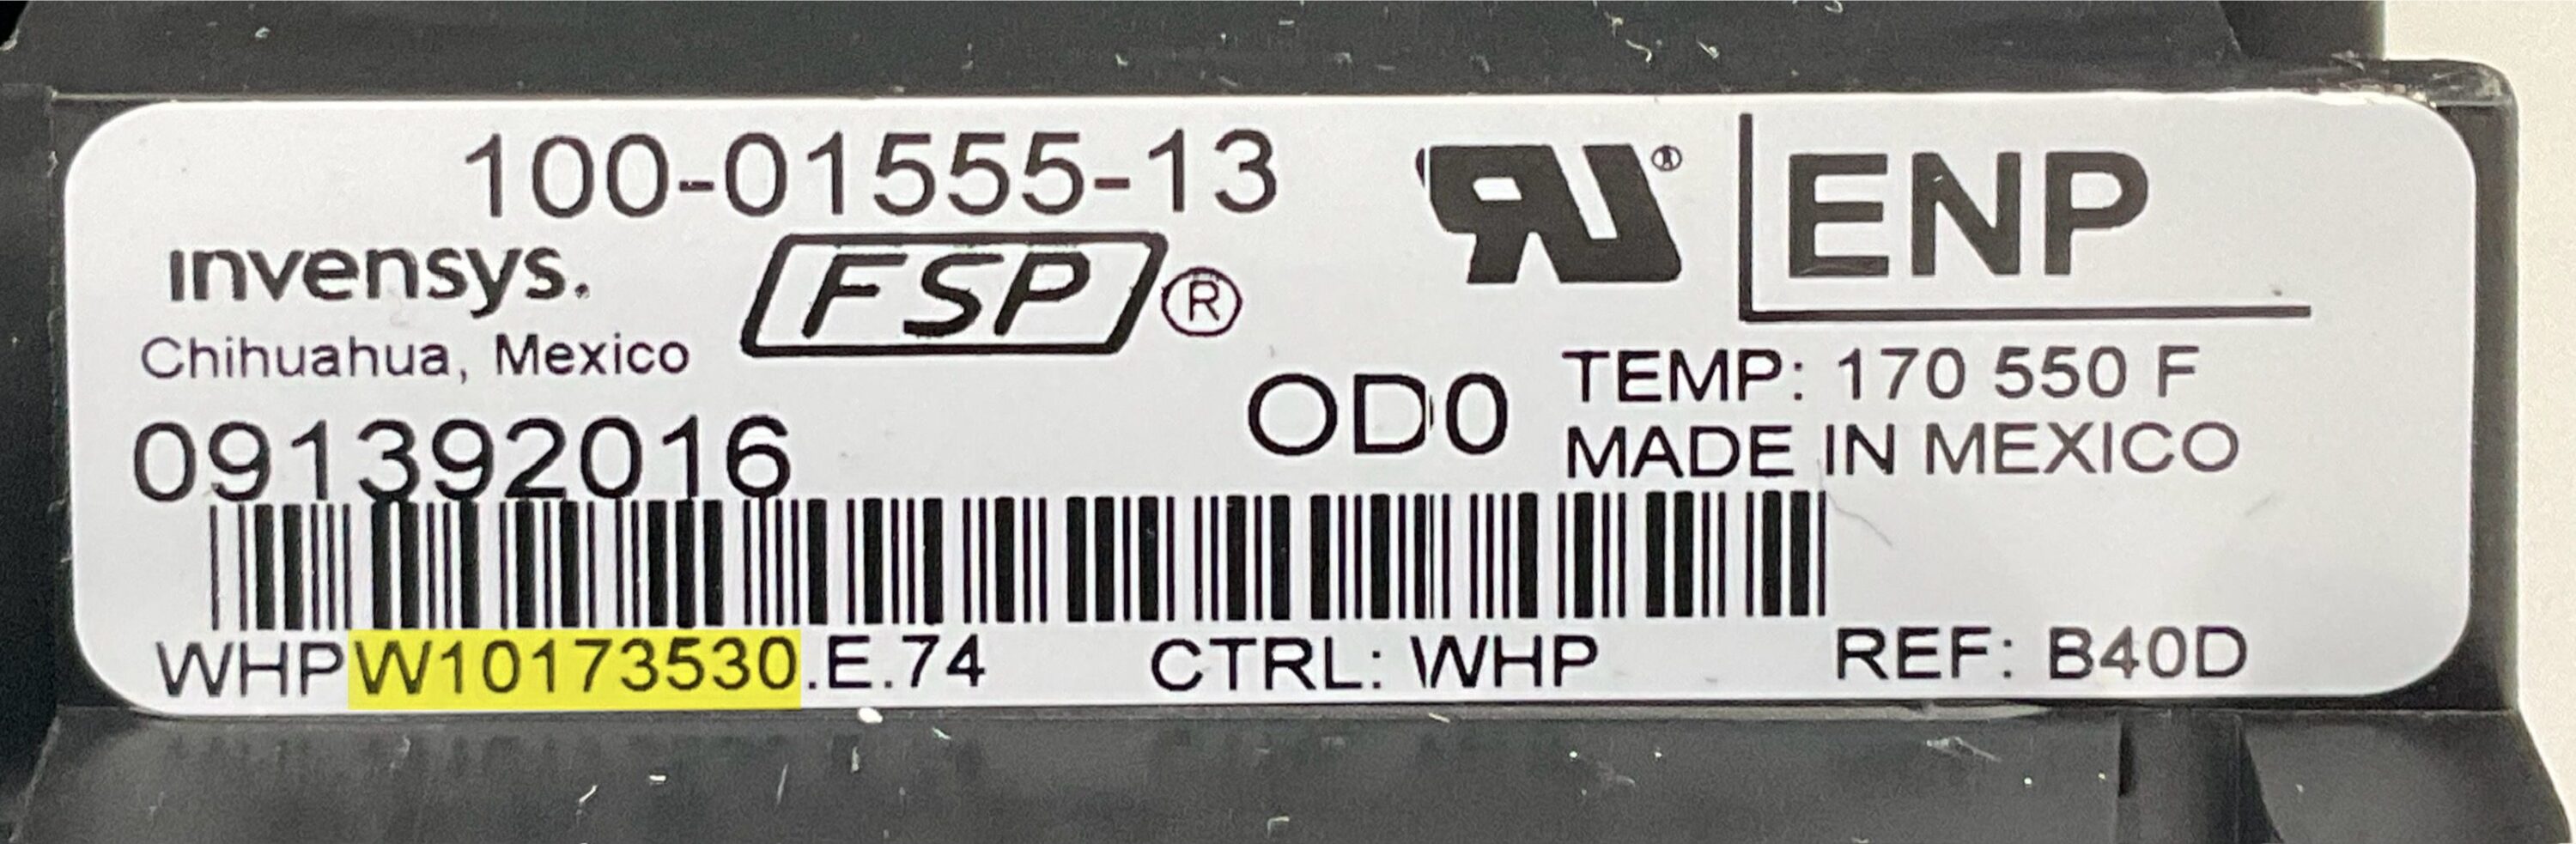 100-01555-13
RU® ENP
invensys. FSP®
Chihuahua, Mexico
OD0 TEMP: 170 550 F
091392016 MADE IN MEXICO
WHPW10173530.E.74 CTRL: WHP REF: B40D